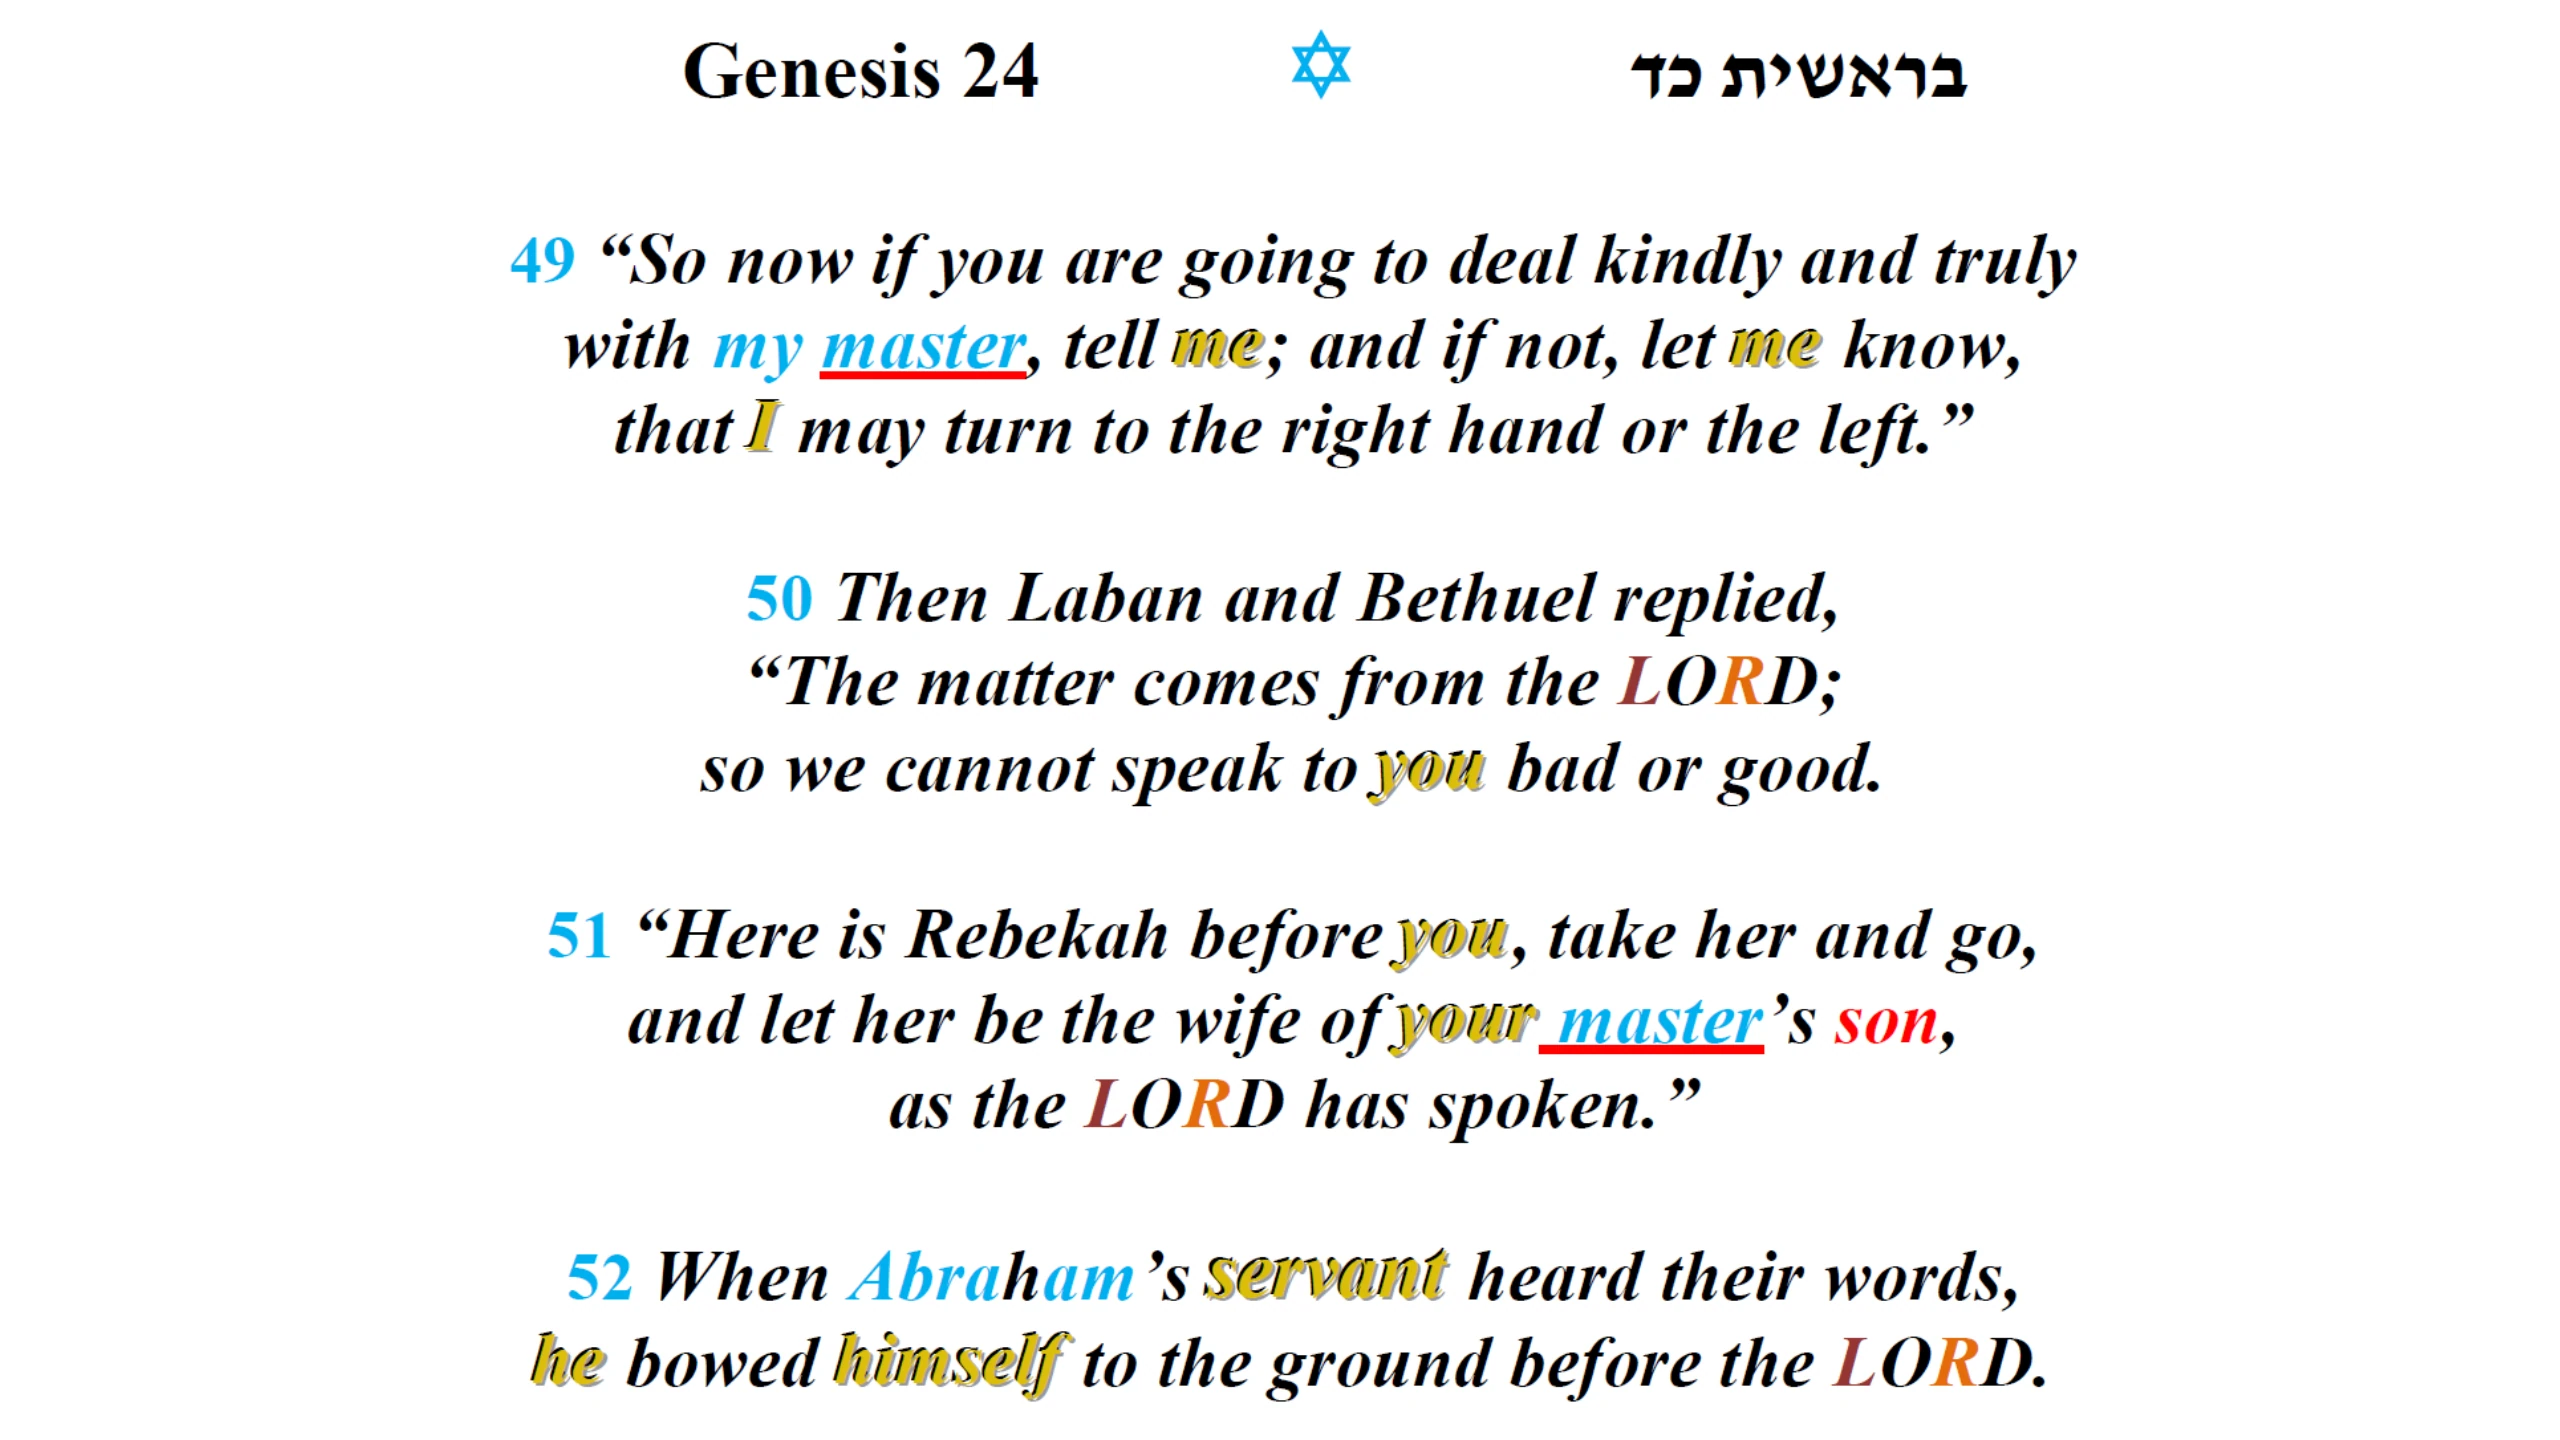 Genesis 24 ✡ בראשית כד
49 “So now if you are going to deal kindly and truly
with my master, tell me; and if not, let me know,
that I may turn to the right hand or the left.”
50 Then Laban and Bethuel replied,
“The matter comes from the LORD;
so we cannot speak to you bad or good.
51 “Here is Rebekah before you, take her and go,
and let her be the wife of your master’s son,
as the LORD has spoken.”
52 When Abraham’s servant heard their words,
he bowed himself to the ground before the LORD.